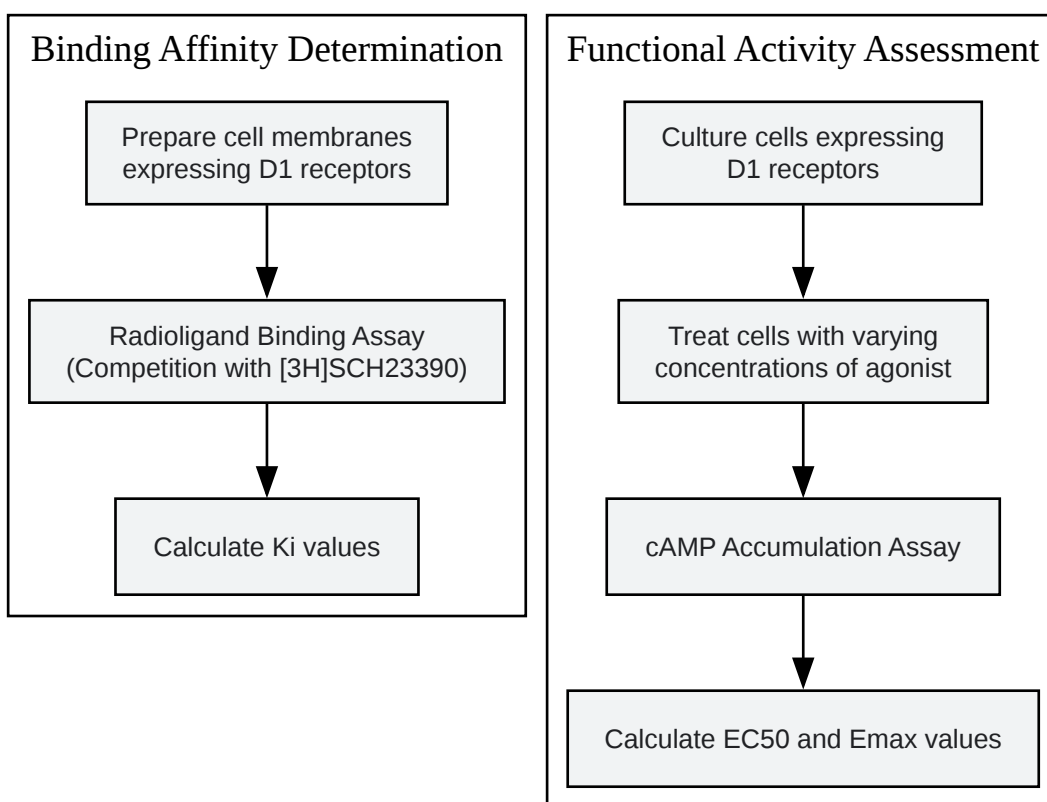 Binding Affinity Determination
Prepare cell membranes
expressing D1 receptors
Radioligand Binding Assay
(Competition with [3H]SCH23390)
Calculate Ki values
Functional Activity Assessment
Culture cells expressing
D1 receptors
Treat cells with varying
concentrations of agonist
cAMP Accumulation Assay
Calculate EC50 and Emax values